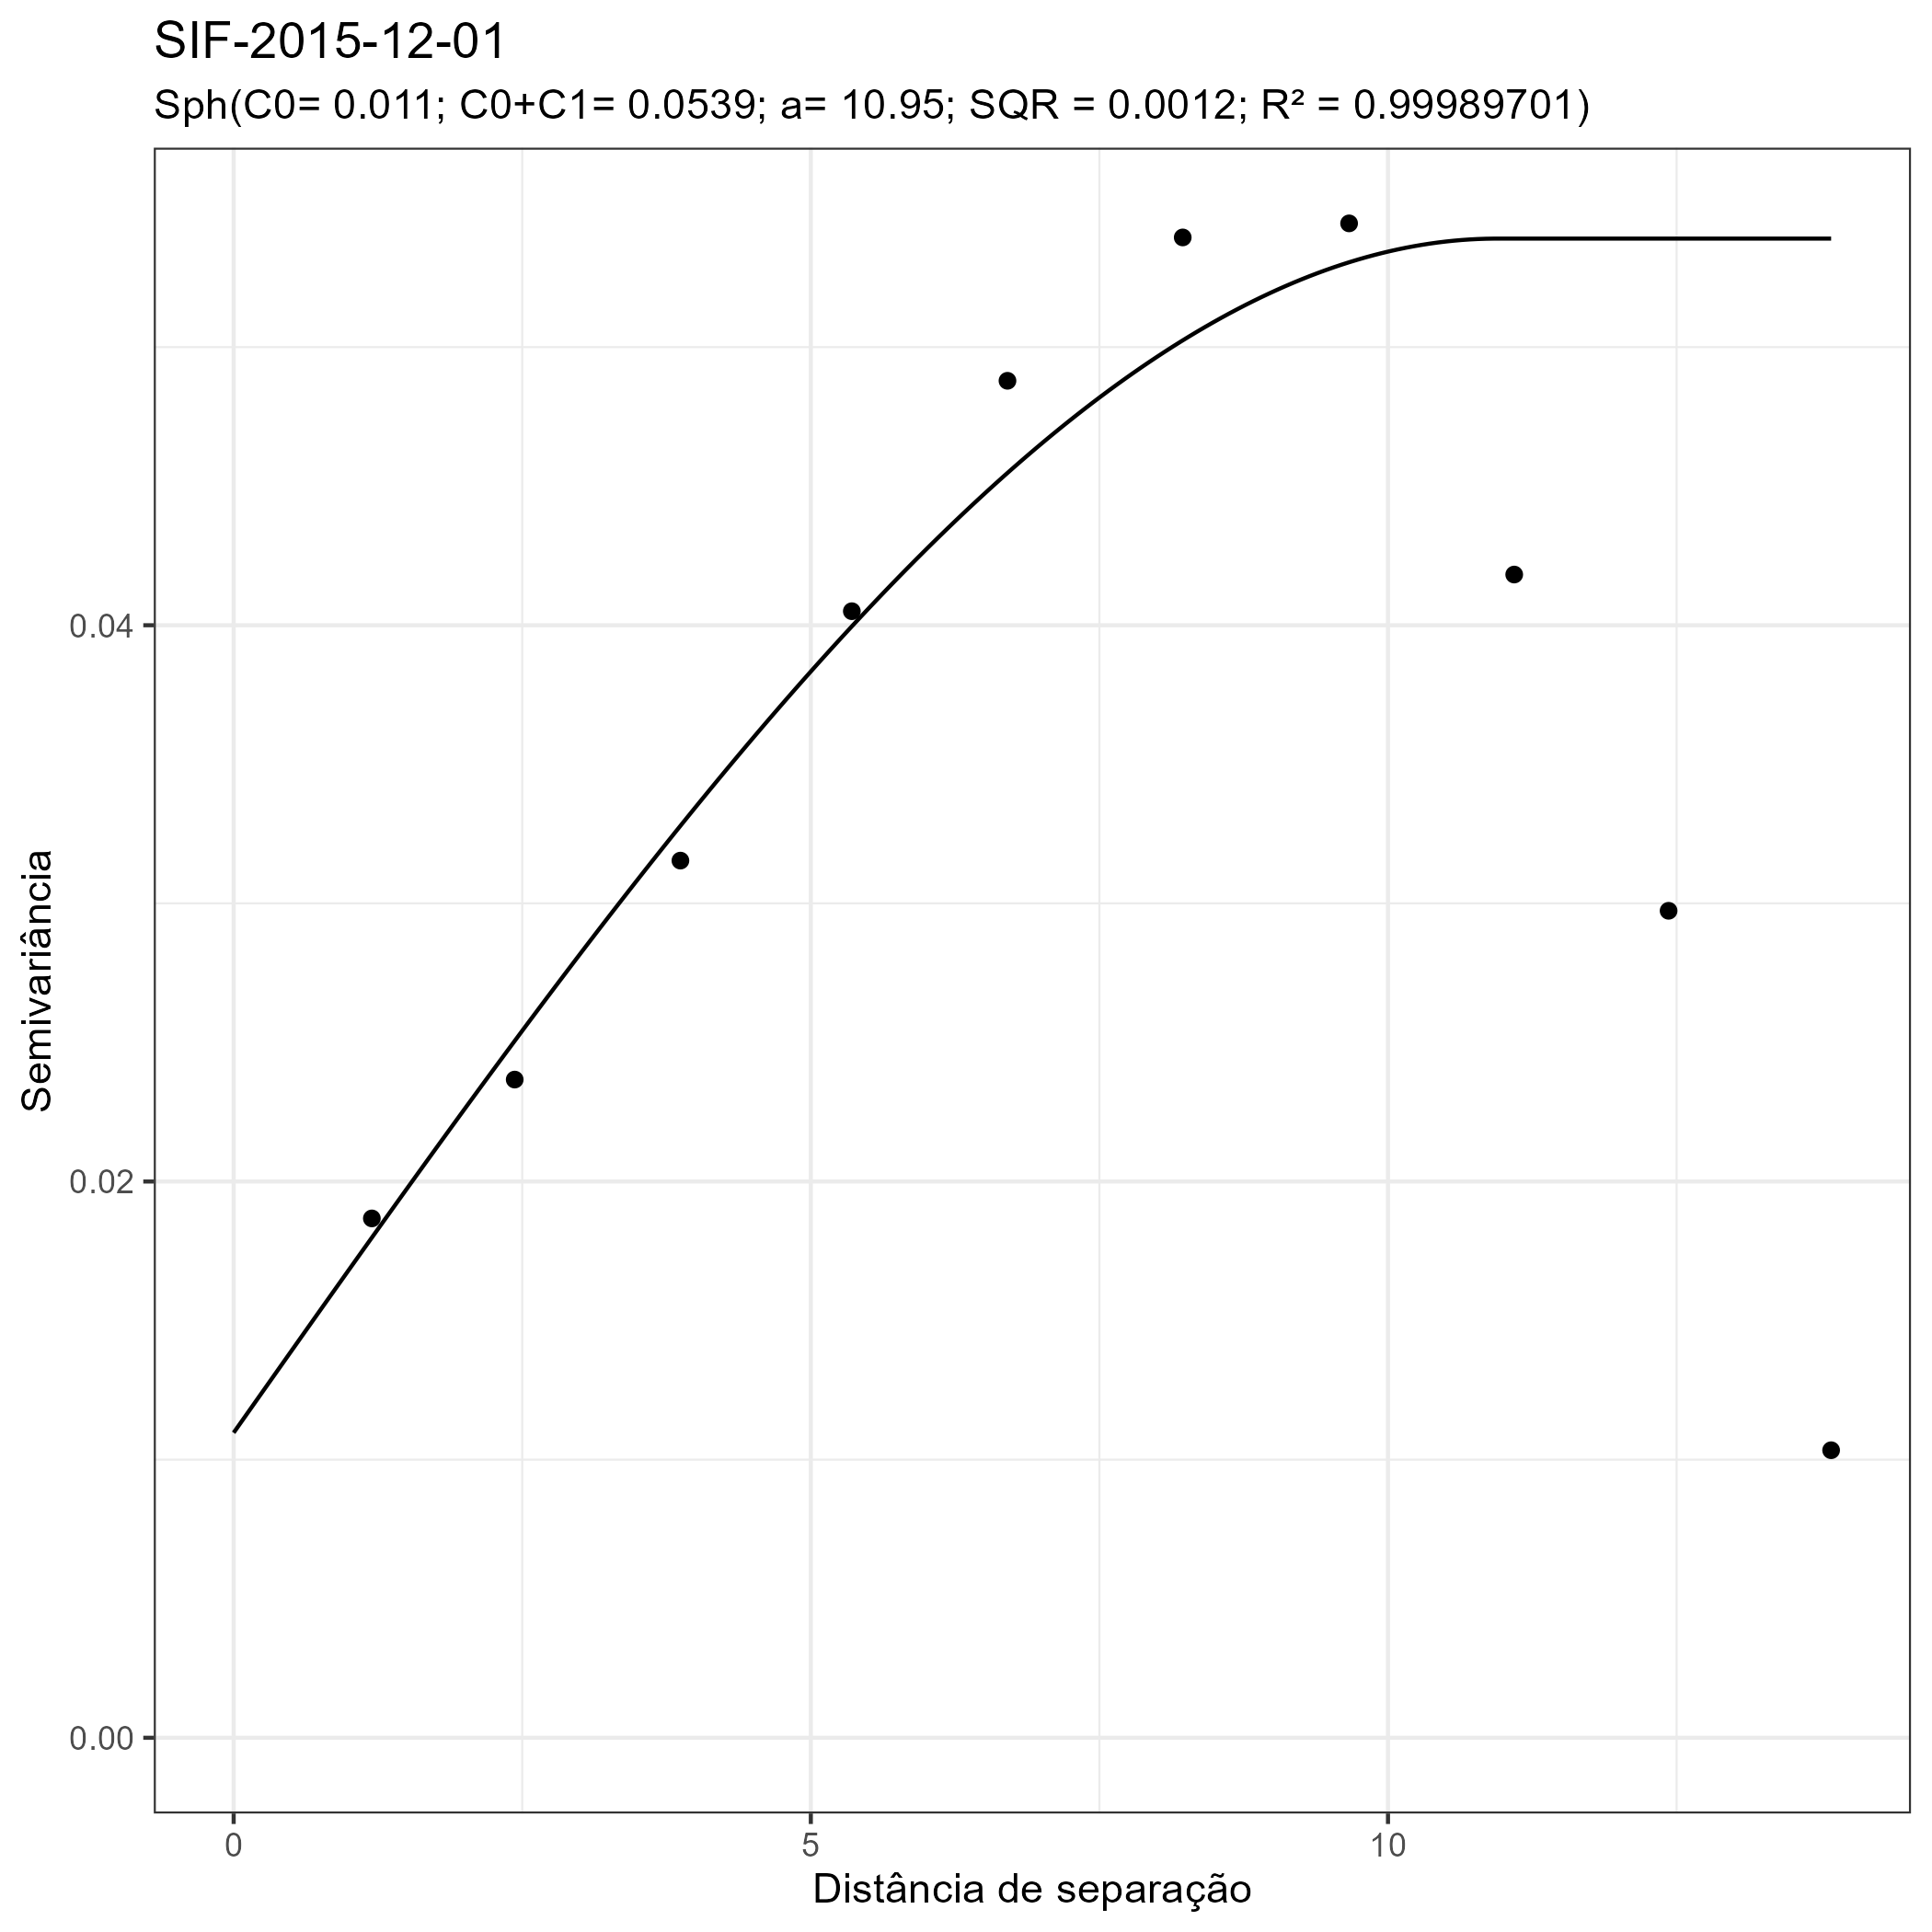 SIF-2015-12-01
Sph(C0= 0.011; C0+C1= 0.0539; a= 10.95; SQR = 0.0012; R² = 0.99989701)
Semivariância
0.04
0.02
0.00
0
5
10
Distância de separação